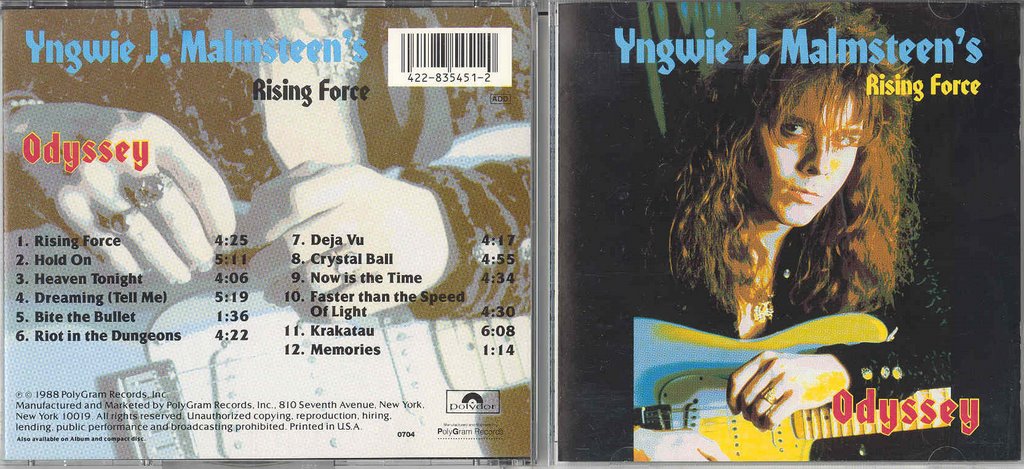 Yngwie J. Malmsteen's
Rising Force
422-835451-2
ADD
Odyssey
1. Rising Force 4:25
2. Hold On 5:11
3. Heaven Tonight 4:06
4. Dreaming (Tell Me) 5:19
5. Bite the Bullet 1:36
6. Riot in the Dungeons 4:22
7. Deja Vu 4:17
8. Crystal Ball 4:55
9. Now is the Time 4:34
10. Faster than the Speed
Of Light 4:30
11. Krakatau 6:08
12. Memories 1:14
℗ © 1988 PolyGram Records, Inc.
Manufactured and Marketed by PolyGram Records, Inc., 810 Seventh Avenue, New York,
New York 10019. All rights reserved. Unauthorized copying, reproduction, hiring,
lending, public performance and broadcasting prohibited. Printed in U.S.A.
Also available on Album and compact disc.
0704
Polydor
PolyGram Records
Yngwie J. Malmsteen's
Rising Force
Odyssey